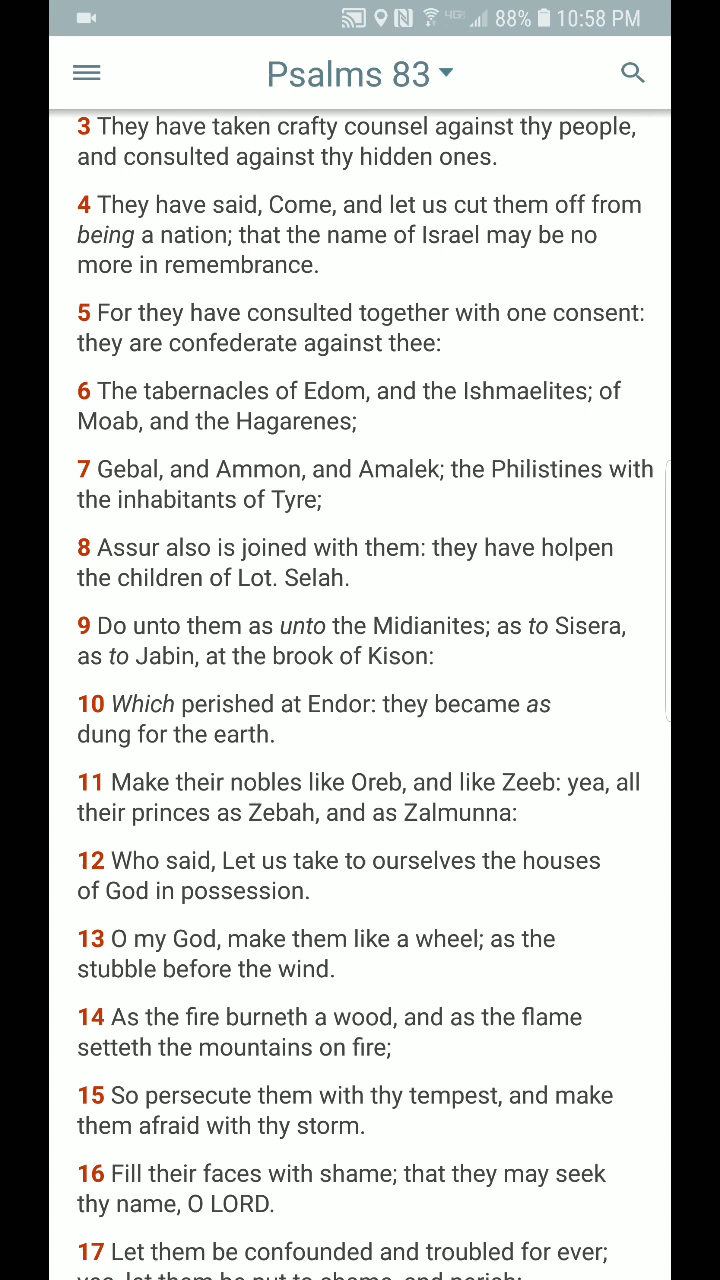 88% 10:58 PM
Psalms 83
3 They have taken crafty counsel against thy people,
and consulted against thy hidden ones.
4 They have said, Come, and let us cut them off from
being a nation; that the name of Israel may be no
more in remembrance.
5 For they have consulted together with one consent:
they are confederate against thee:
6 The tabernacles of Edom, and the Ishmaelites; of
Moab, and the Hagarenes;
7 Gebal, and Ammon, and Amalek; the Philistines with
the inhabitants of Tyre;
8 Assur also is joined with them: they have holpen
the children of Lot. Selah.
9 Do unto them as unto the Midianites; as to Sisera,
as to Jabin, at the brook of Kison:
10 Which perished at Endor: they became as
dung for the earth.
11 Make their nobles like Oreb, and like Zeeb: yea, all
their princes as Zebah, and as Zalmunna:
12 Who said, Let us take to ourselves the houses
of God in possession.
13 O my God, make them like a wheel; as the
stubble before the wind.
14 As the fire burneth a wood, and as the flame
setteth the mountains on fire;
15 So persecute them with thy tempest, and make
them afraid with thy storm.
16 Fill their faces with shame; that they may seek
thy name, O LORD.
17 Let them be confounded and troubled for ever;
yea, let them be put to shame, and perish: